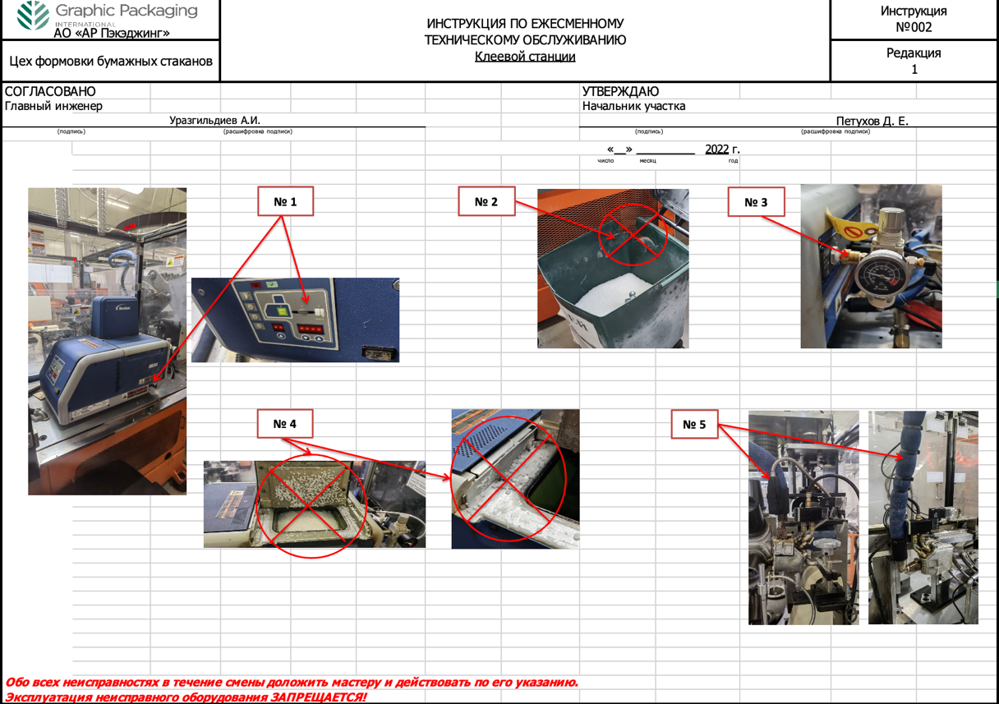 Graphic Packaging
INTERNATIONAL
АО «АР Пэкэджинг»
Цех формовки бумажных стаканов
ИНСТРУКЦИЯ ПО ЕЖЕСМЕННОМУ
ТЕХНИЧЕСКОМУ ОБСЛУЖИВАНИЮ
Клеевой станции
Инструкция
№002
Редакция
1
СОГЛАСОВАНО
Главный инженер
Уразгильдиев А.И.
(подпись) (расшифровка подписи)
УТВЕРЖДАЮ
Начальник участка
Петухов Д. Е.
(подпись) (расшифровка подписи)
«__» __________ 2022 г.
число месяц год
№ 1
№ 2
№ 3
Nordson
№ 4
№ 5
Обо всех неисправностях в течение смены доложить мастеру и действовать по его указанию.
Эксплуатация неисправного оборудования ЗАПРЕЩАЕТСЯ!